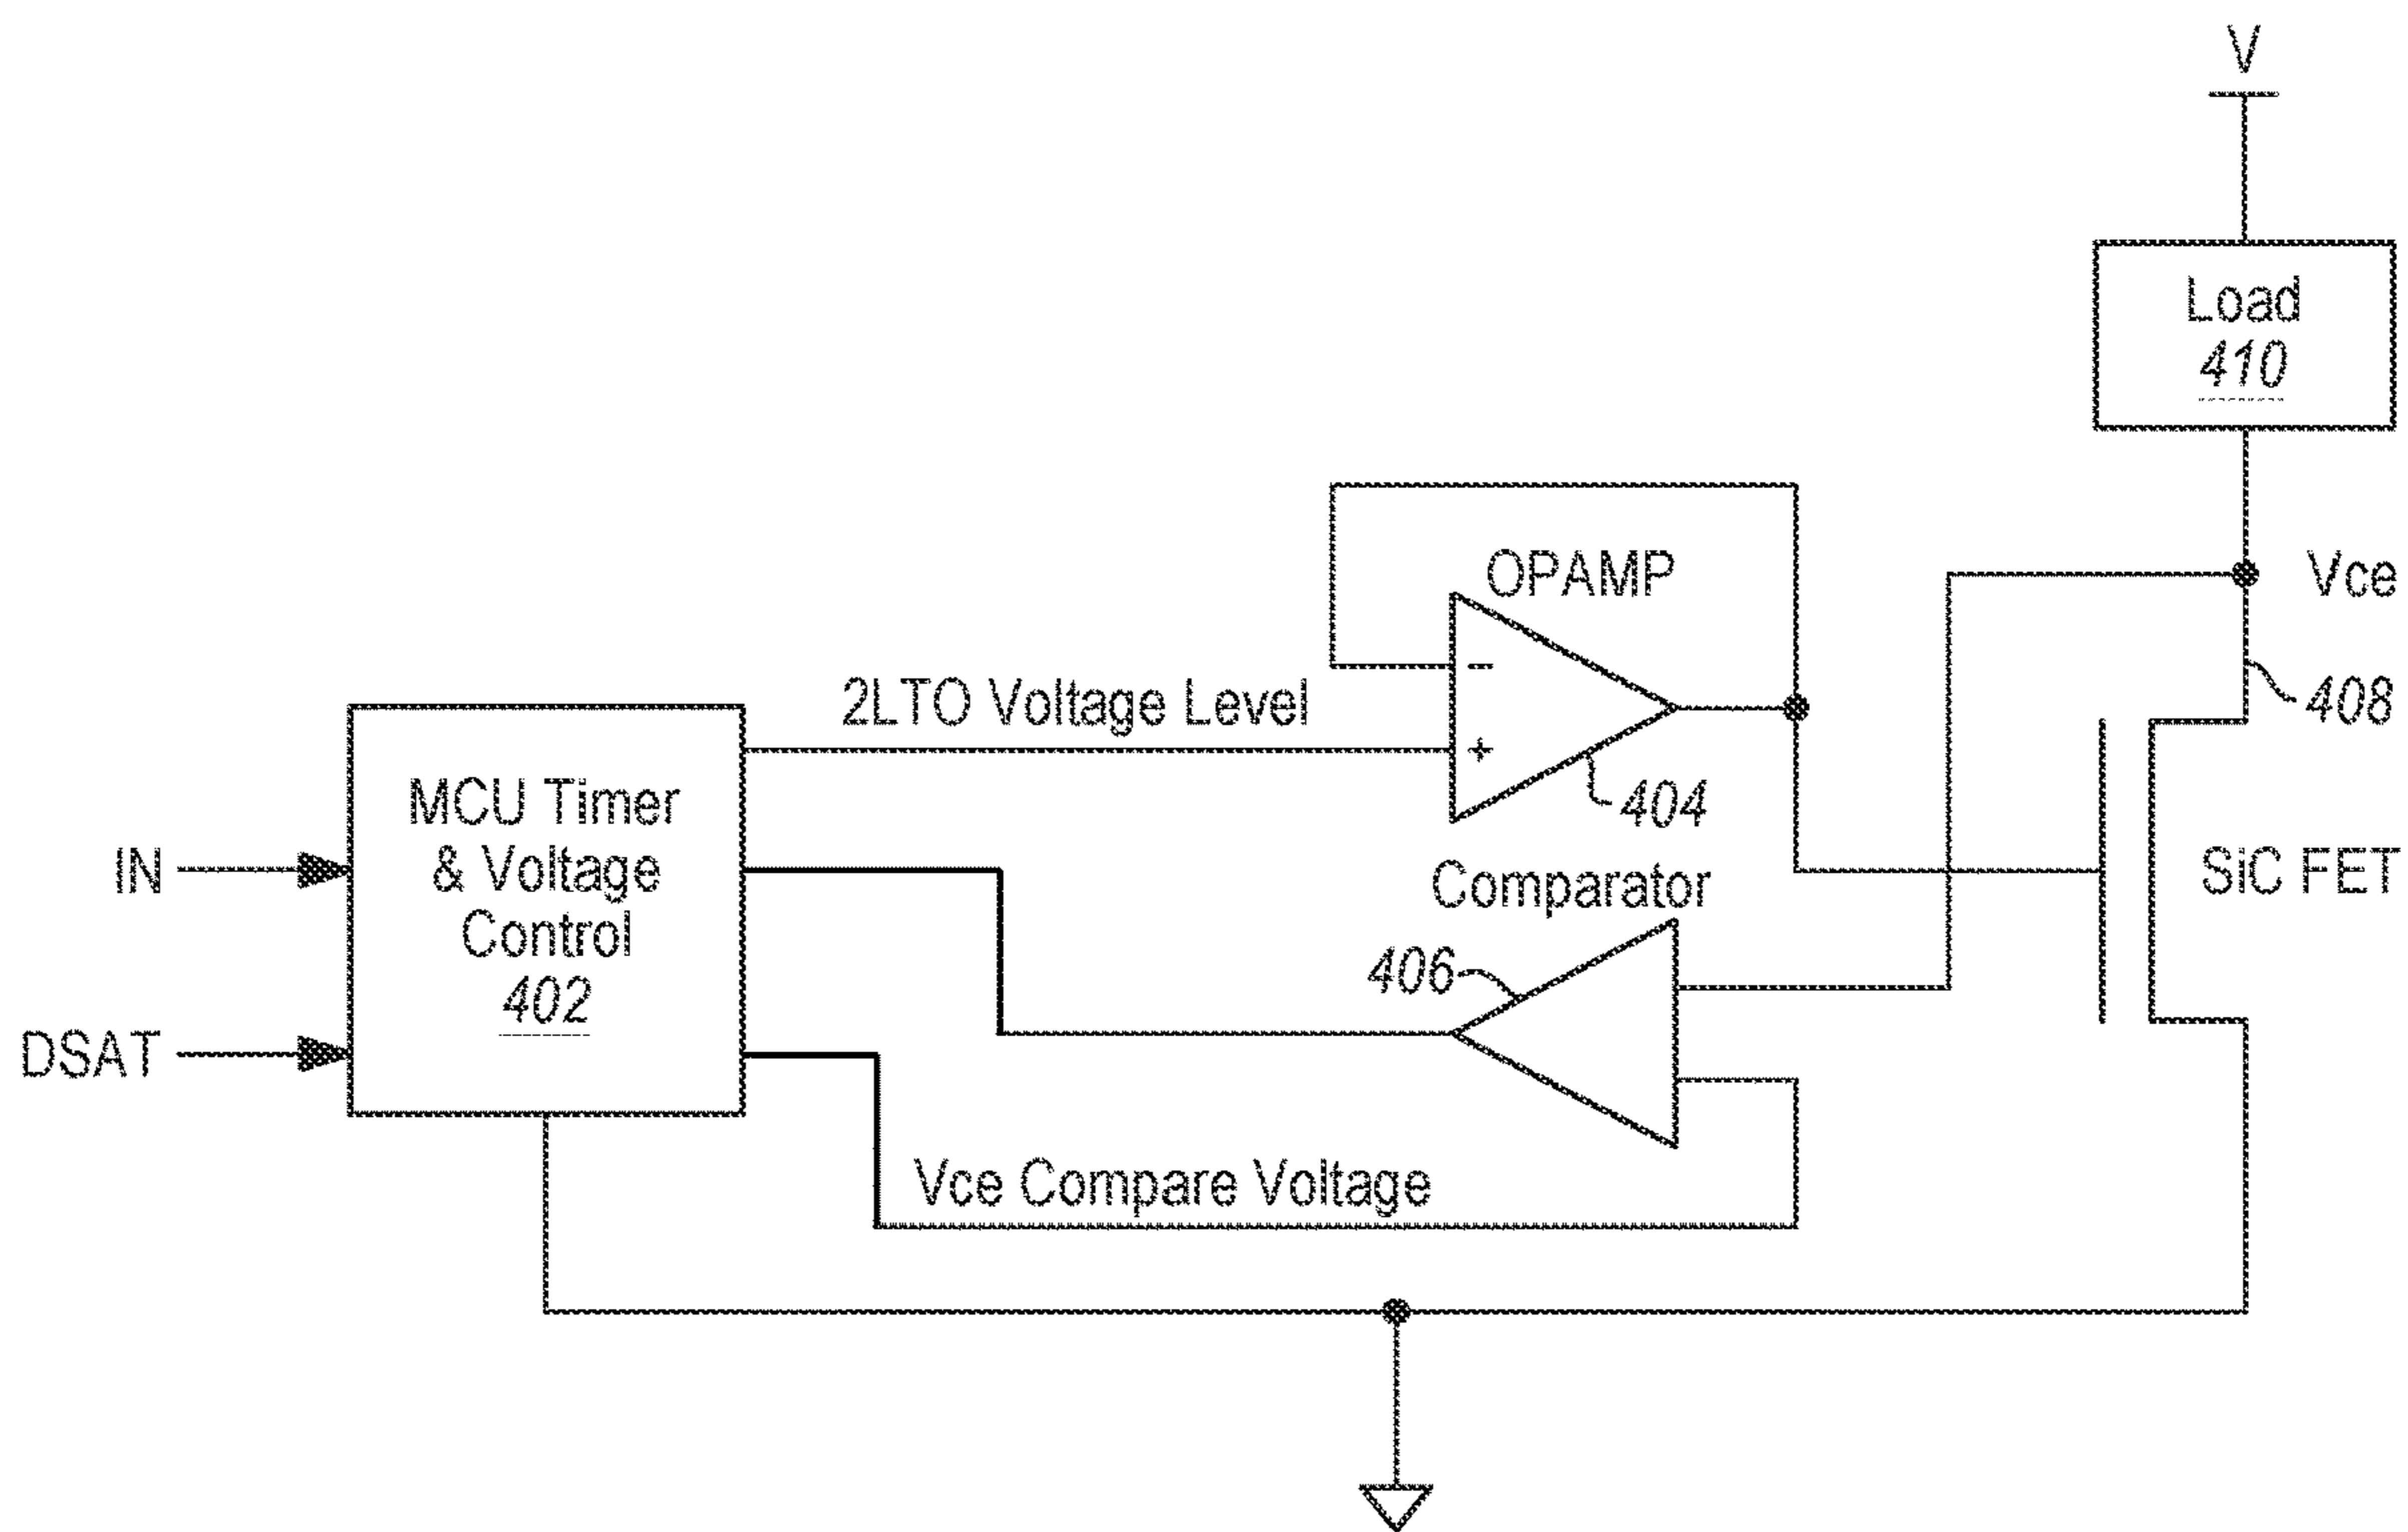 V
Load
410
OPAMP
Vce
2LTO Voltage Level
408
MCU Timer
& Voltage
Control
402
404
IN
Comparator
SiC FET
406
DSAT
Vce Compare Voltage
-
+